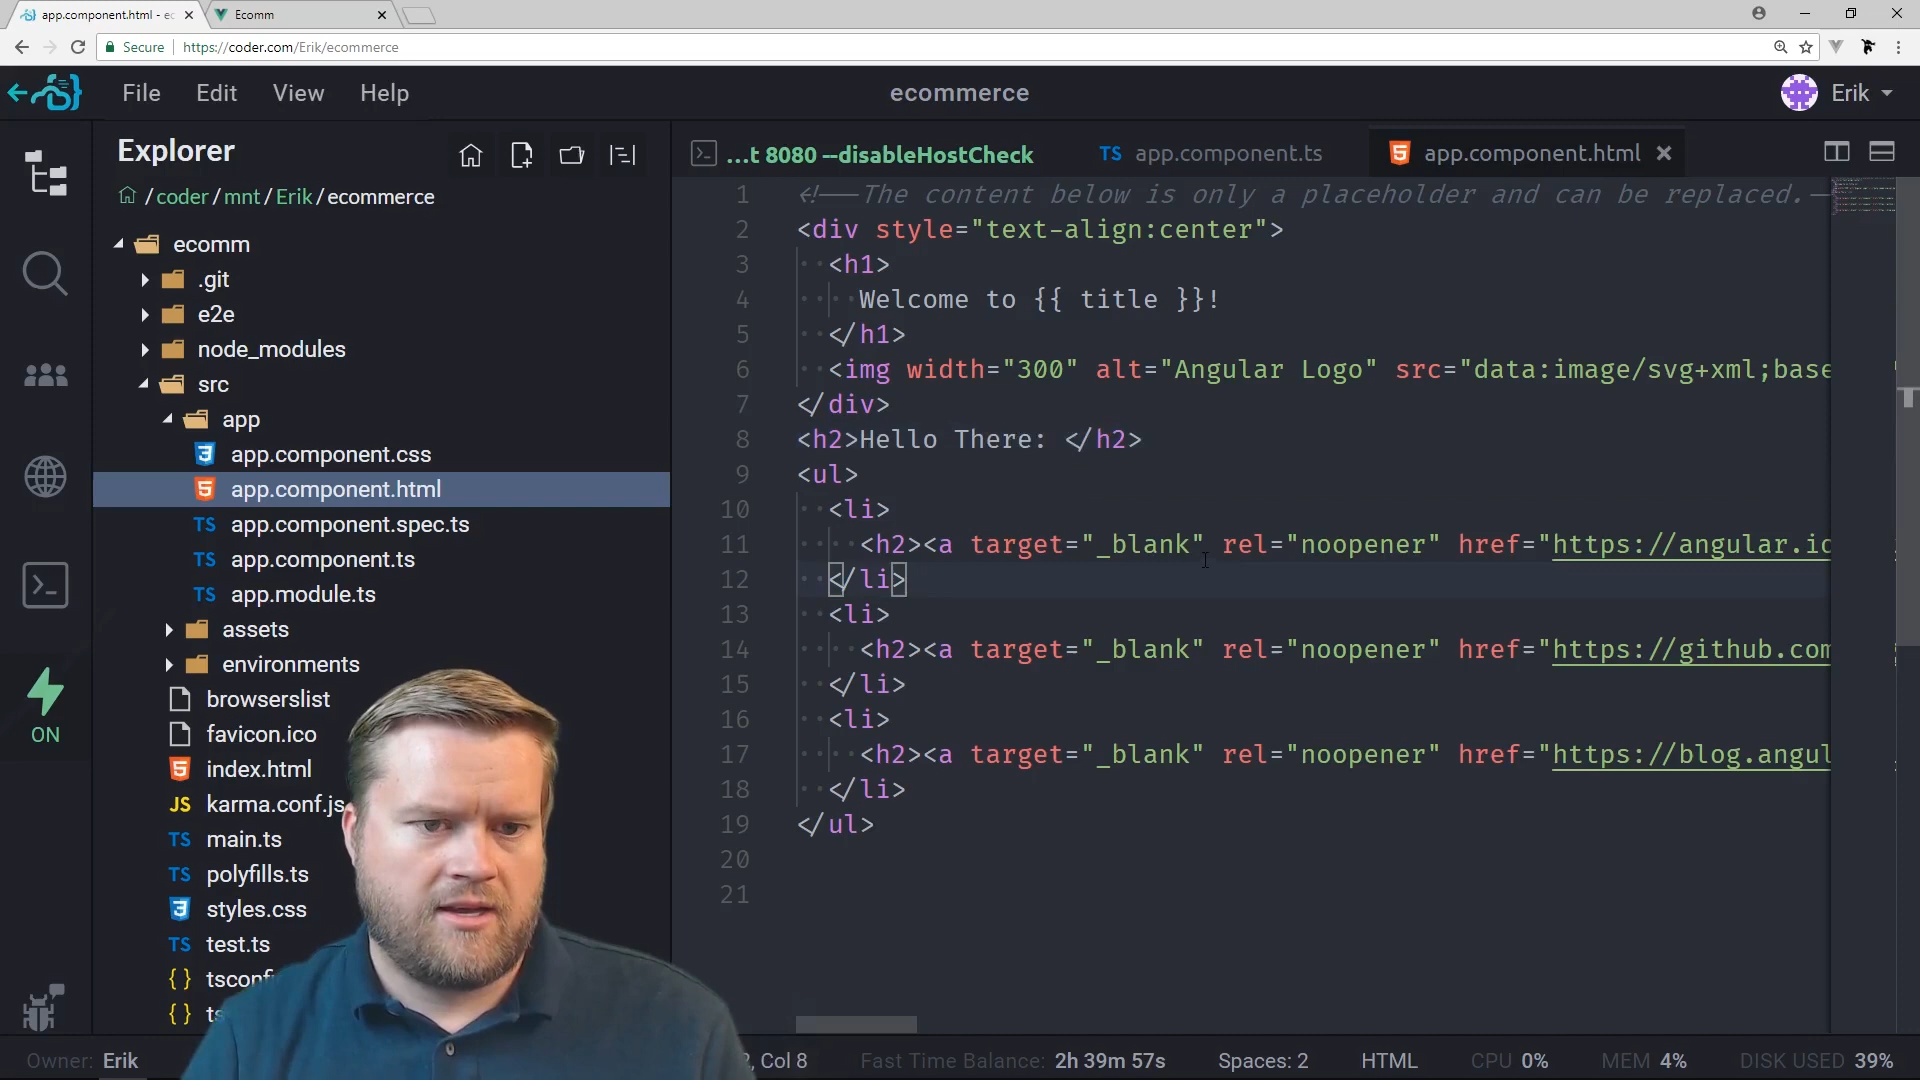 app.component.html - ec
Ecomm
Secure
https://coder.com/Erik/ecommerce
File
Edit
View
Help
ecommerce
Erik
Explorer
/ coder / mnt / Erik / ecommerce
ecomm
.git
e2e
node_modules
src
app
app.component.css
app.component.html
app.component.spec.ts
app.component.ts
app.module.ts
assets
environments
browserslist
favicon.ico
index.html
karma.conf.js
main.ts
polyfills.ts
styles.css
test.ts
tsconf
ts
ON
...t 8080 --disableHostCheck
TS app.component.ts
app.component.html
1 <!--The content below is only a placeholder and can be replaced.-
2 <div style="text-align:center">
3 <h1>
4 Welcome to {{ title }}!
5 </h1>
6 <img width="300" alt="Angular Logo" src="data:image/svg+xml;base
7 </div>
8 <h2>Hello There: </h2>
9 <ul>
10 <li>
11 <h2><a target="_blank" rel="noopener" href="https://angular.io
12 </li>
13 <li>
14 <h2><a target="_blank" rel="noopener" href="https://github.com
15 </li>
16 <li>
17 <h2><a target="_blank" rel="noopener" href="https://blog.angul
18 </li>
19 </ul>
20
21
Owner: Erik
, Col 8
Fast Time Balance: 2h 39m 57s
Spaces: 2
HTML
CPU 0%
MEM 4%
DISK USED 39%